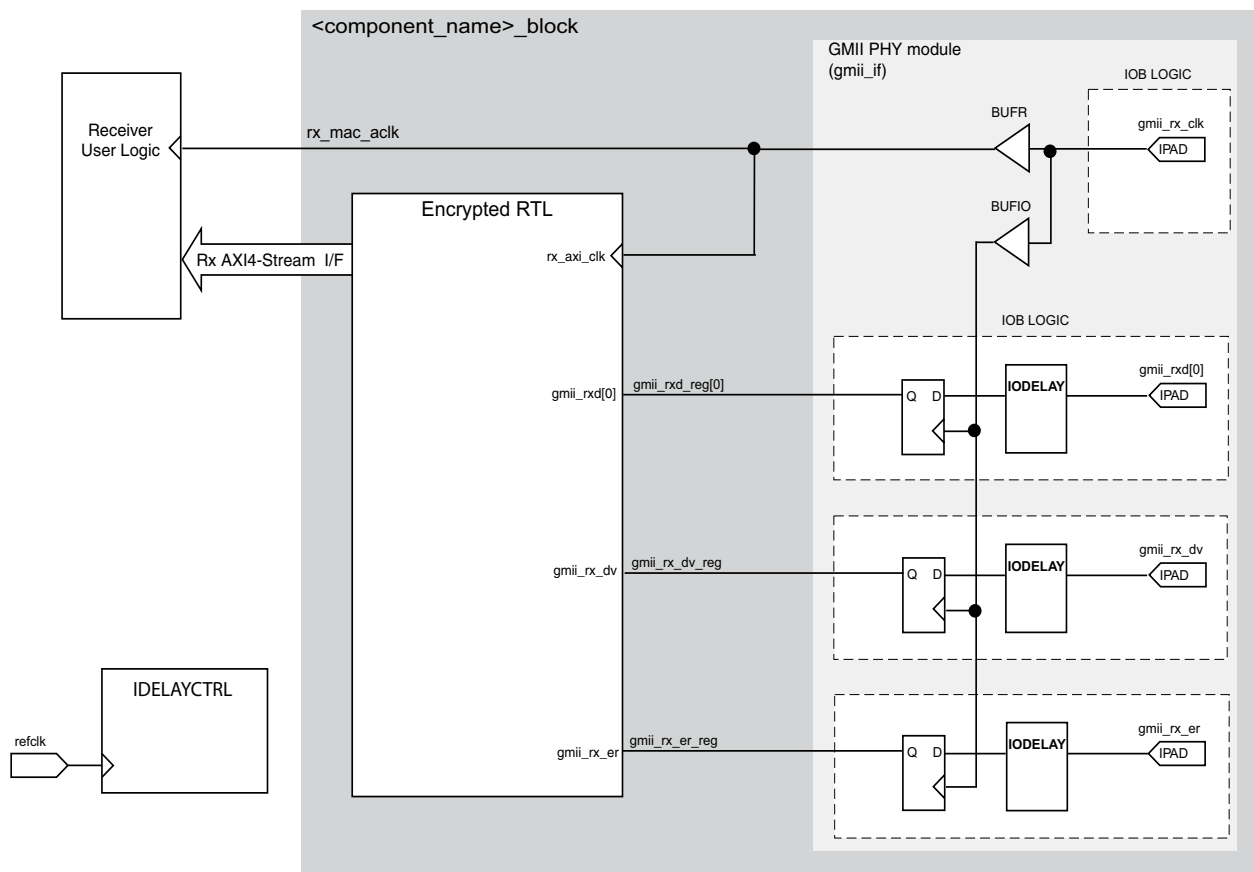 <component_name>_block
GMII PHY module
(gmii_if)
IOB LOGIC
BUFR
gmii_rx_clk
IPAD
Receiver
User Logic
rx_mac_aclk
Encrypted RTL
BUFIO
rx_axi_clk
Rx AXI4-Stream I/F
IOB LOGIC
gmii_rxd[0]
gmii_rxd_reg[0]
Q D
IODELAY
gmii_rxd[0]
IPAD
gmii_rx_dv
gmii_rx_dv_reg
Q D
IODELAY
gmii_rx_dv
IPAD
IDELAYCTRL
refclk
gmii_rx_er
gmii_rx_er_reg
Q D
IODELAY
gmii_rx_er
IPAD